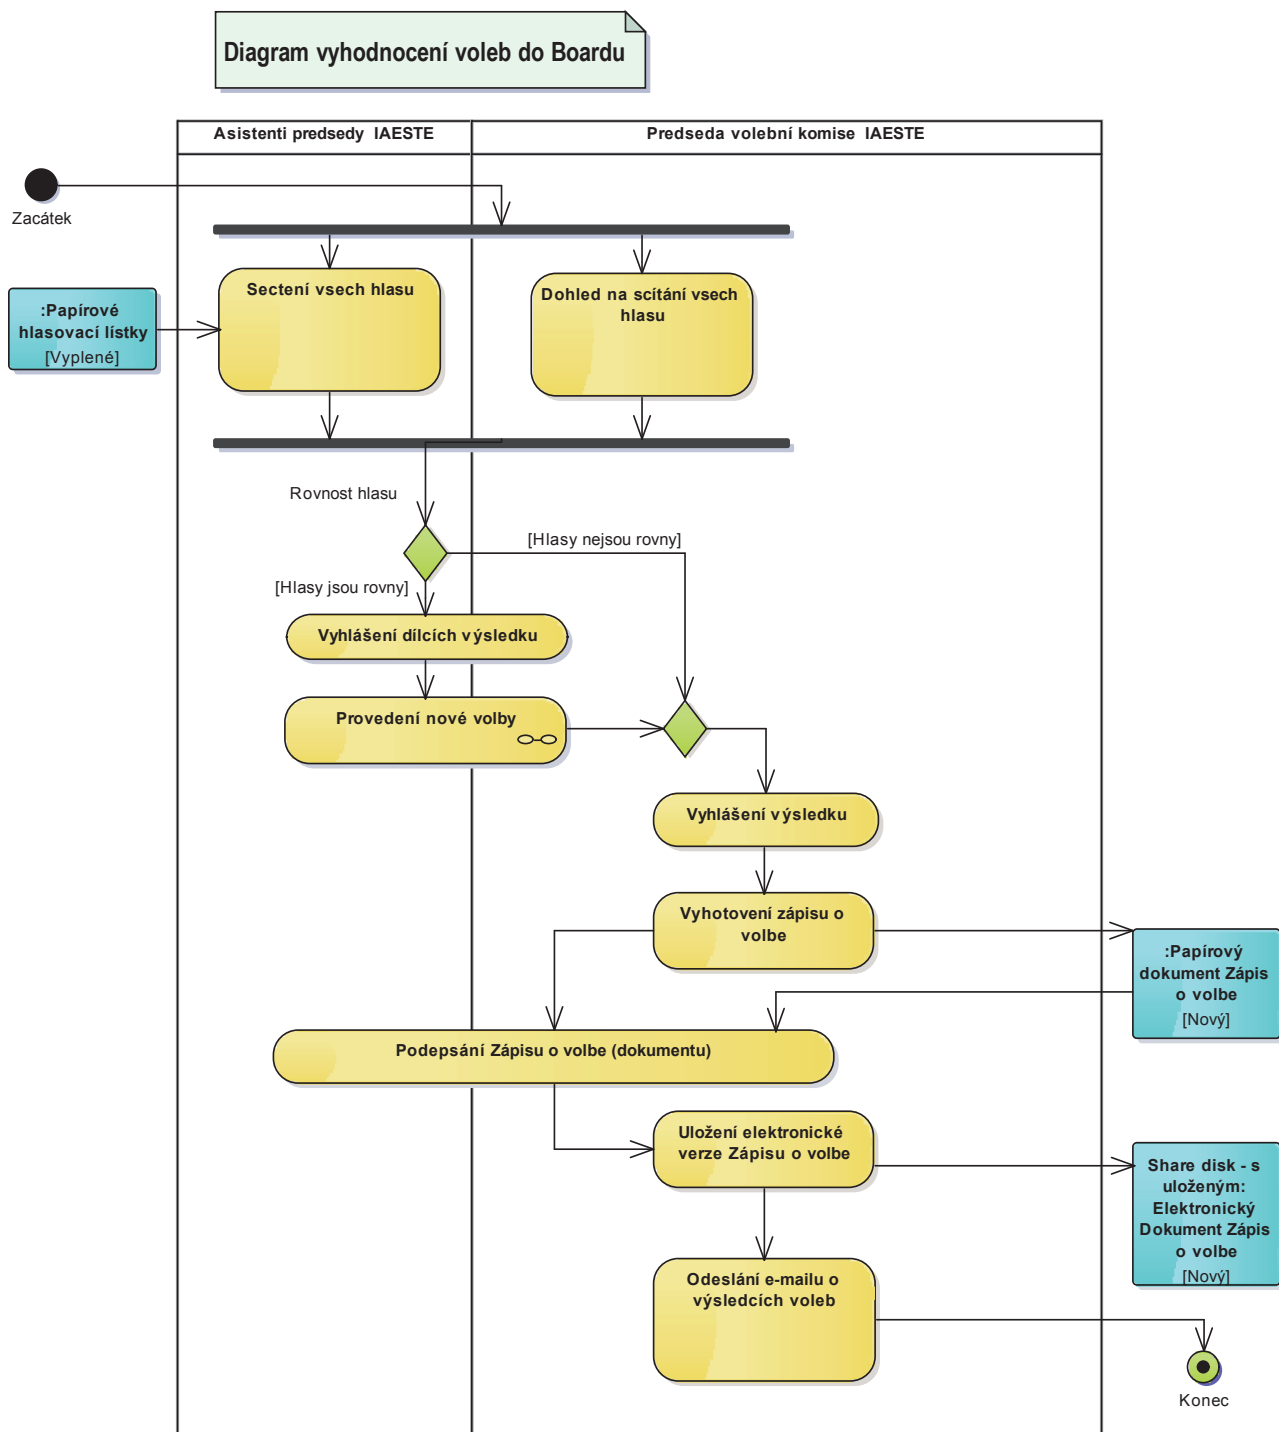 Diagram vyhodnocení voleb do Boardu
Asistenti predsedy IAESTE
Predseda volební komise IAESTE
Zacátek
Sectení vsech hlasu
Dohled na scítání vsech
hlasu
:Papírové
hlasovací lístky
[Vyplené]
Rovnost hlasu
[Hlasy nejsou rovny]
[Hlasy jsou rovny]
Vyhlášení dílcích výsledku
Provedení nové volby
Vyhlášení výsledku
Vyhotovení zápisu o
volbe
:Papírový
dokument Zápis
o volbe
[Nový]
Podepsání Zápisu o volbe (dokumentu)
Uložení elektronické
verze Zápisu o volbe
Share disk - s
uloženým:
Elektronický
Dokument Zápis
o volbe
[Nový]
Odeslání e-mailu o
výsledcích voleb
Konec